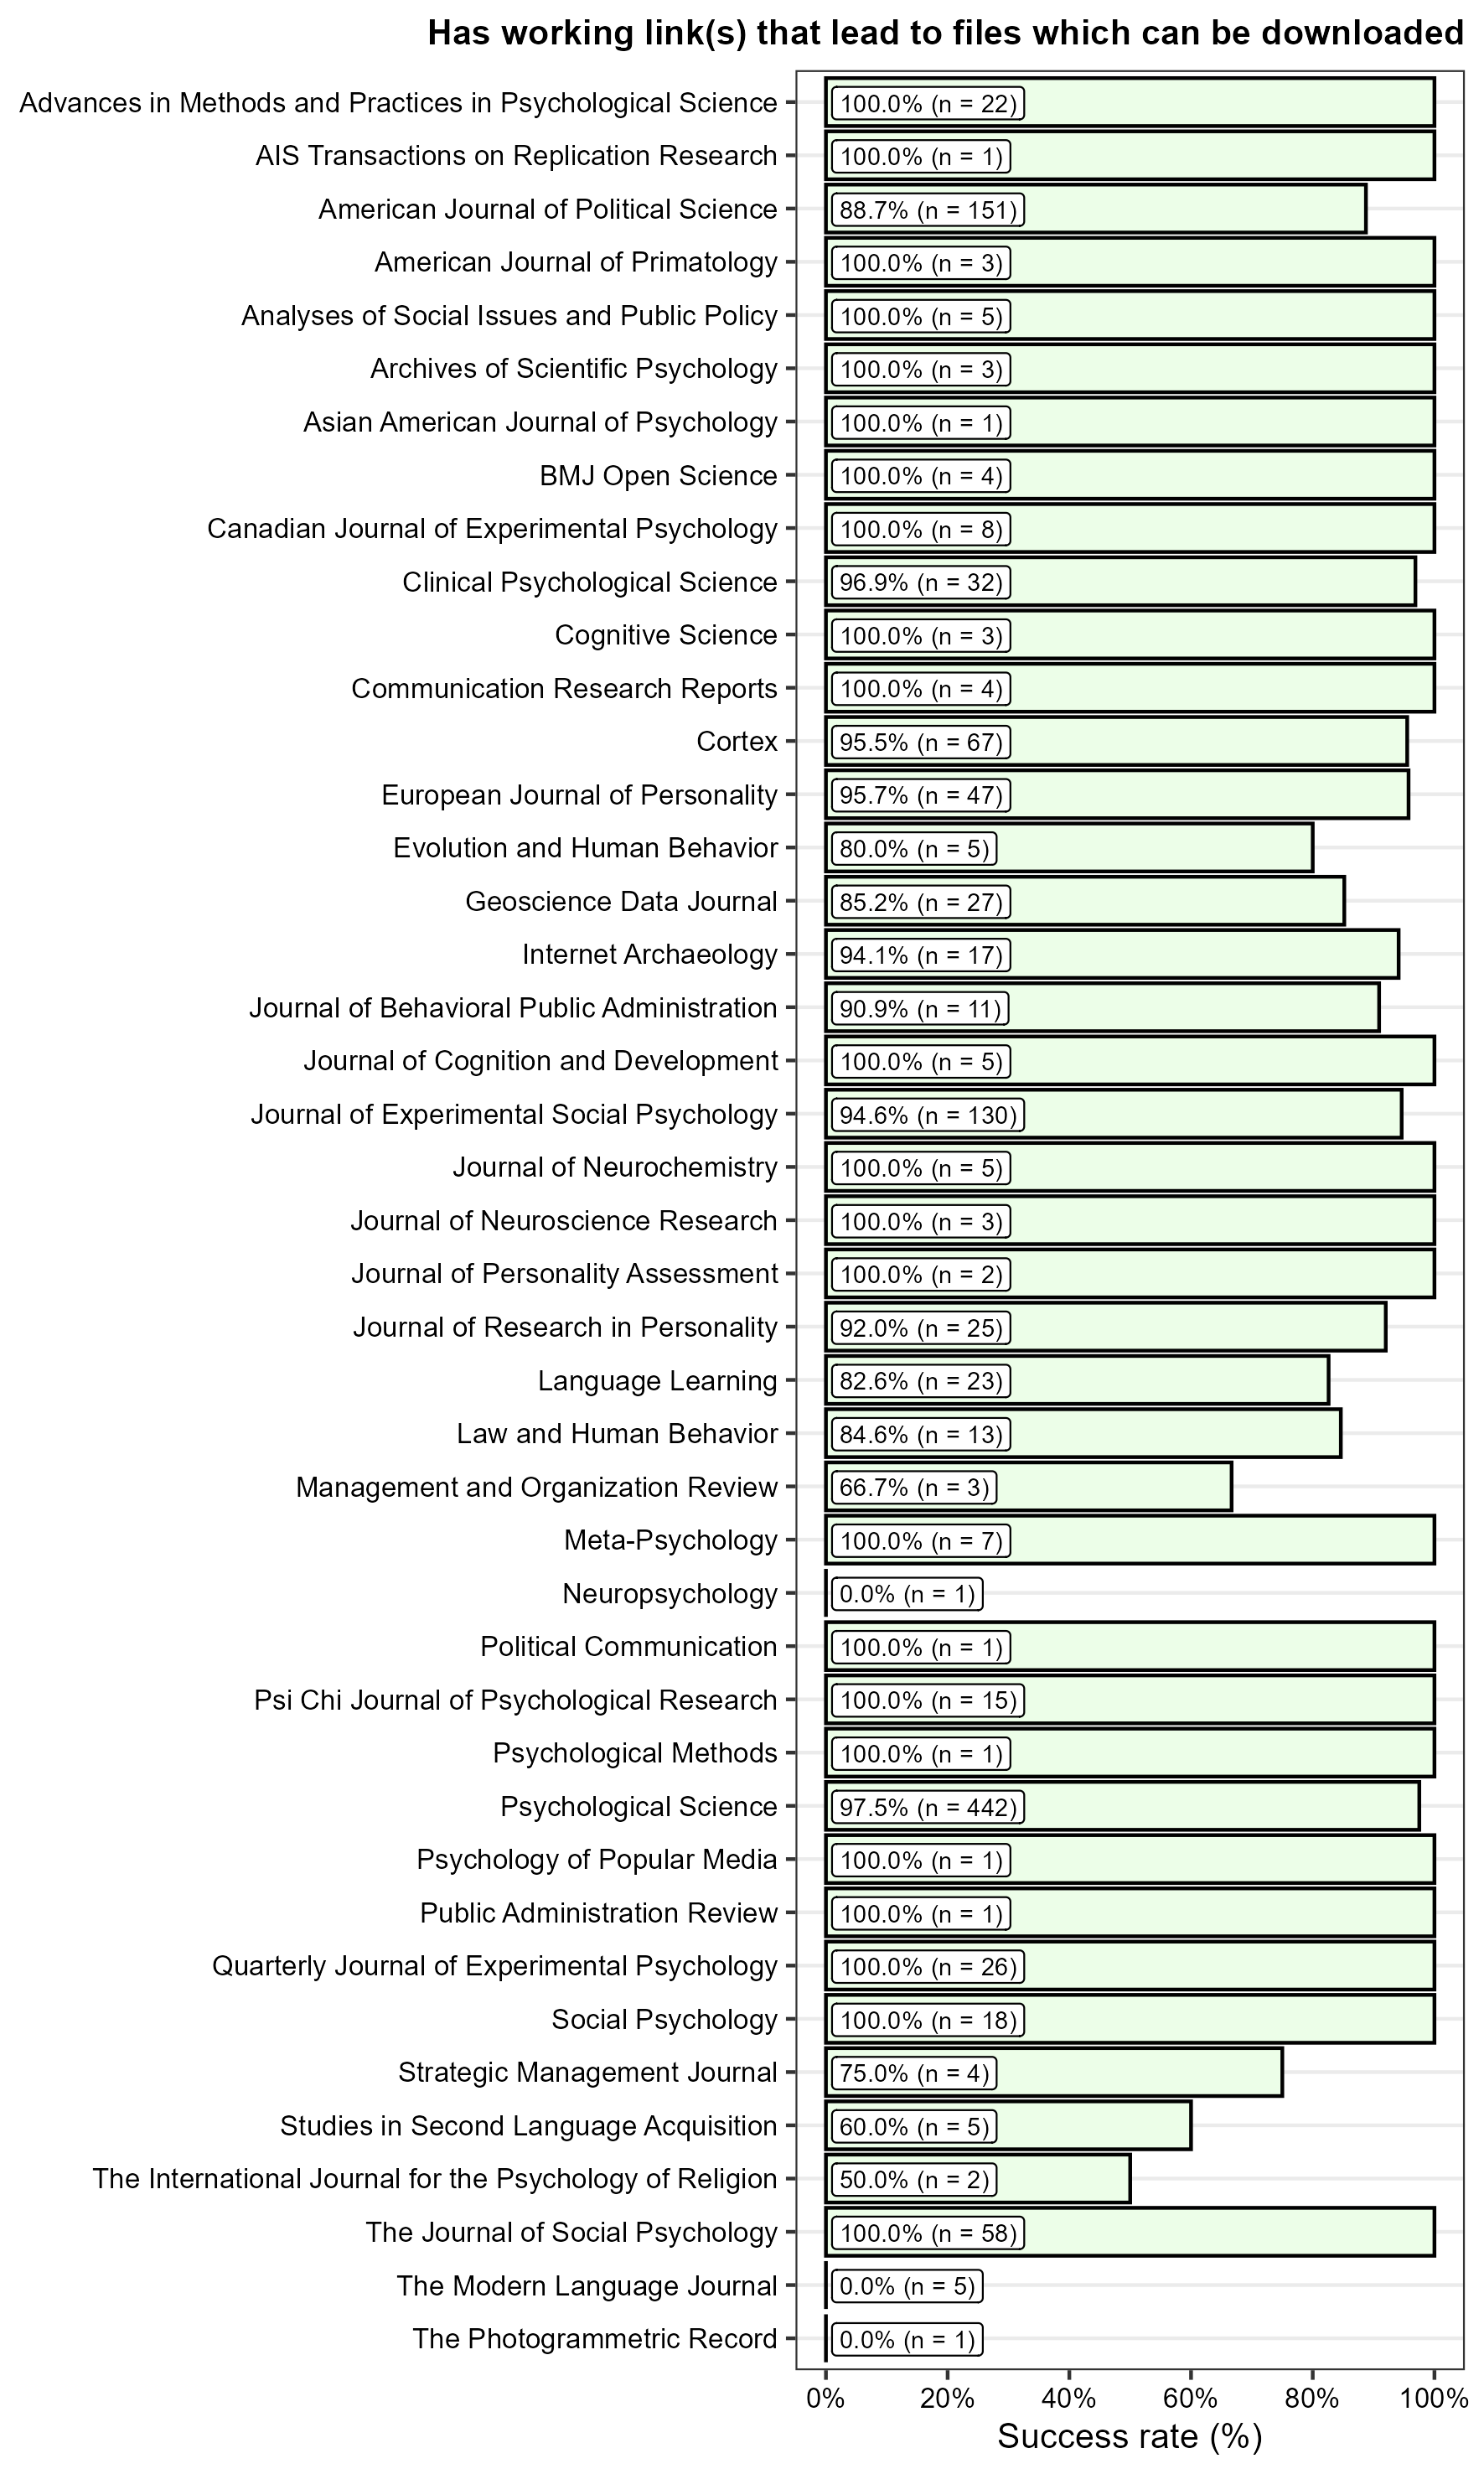 Has working link(s) that lead to files which can be downloaded
Advances in Methods and Practices in Psychological Science 100.0% (n = 22)
AIS Transactions on Replication Research 100.0% (n = 1)
American Journal of Political Science 88.7% (n = 151)
American Journal of Primatology 100.0% (n = 3)
Analyses of Social Issues and Public Policy 100.0% (n = 5)
Archives of Scientific Psychology 100.0% (n = 3)
Asian American Journal of Psychology 100.0% (n = 1)
BMJ Open Science 100.0% (n = 4)
Canadian Journal of Experimental Psychology 100.0% (n = 8)
Clinical Psychological Science 96.9% (n = 32)
Cognitive Science 100.0% (n = 3)
Communication Research Reports 100.0% (n = 4)
Cortex 95.5% (n = 67)
European Journal of Personality 95.7% (n = 47)
Evolution and Human Behavior 80.0% (n = 5)
Geoscience Data Journal 85.2% (n = 27)
Internet Archaeology 94.1% (n = 17)
Journal of Behavioral Public Administration 90.9% (n = 11)
Journal of Cognition and Development 100.0% (n = 5)
Journal of Experimental Social Psychology 94.6% (n = 130)
Journal of Neurochemistry 100.0% (n = 5)
Journal of Neuroscience Research 100.0% (n = 3)
Journal of Personality Assessment 100.0% (n = 2)
Journal of Research in Personality 92.0% (n = 25)
Language Learning 82.6% (n = 23)
Law and Human Behavior 84.6% (n = 13)
Management and Organization Review 66.7% (n = 3)
Meta-Psychology 100.0% (n = 7)
Neuropsychology 0.0% (n = 1)
Political Communication 100.0% (n = 1)
Psi Chi Journal of Psychological Research 100.0% (n = 15)
Psychological Methods 100.0% (n = 1)
Psychological Science 97.5% (n = 442)
Psychology of Popular Media 100.0% (n = 1)
Public Administration Review 100.0% (n = 1)
Quarterly Journal of Experimental Psychology 100.0% (n = 26)
Social Psychology 100.0% (n = 18)
Strategic Management Journal 75.0% (n = 4)
Studies in Second Language Acquisition 60.0% (n = 5)
The International Journal for the Psychology of Religion 50.0% (n = 2)
The Journal of Social Psychology 100.0% (n = 58)
The Modern Language Journal 0.0% (n = 5)
The Photogrammetric Record 0.0% (n = 1)
0% 20% 40% 60% 80% 100%
Success rate (%)